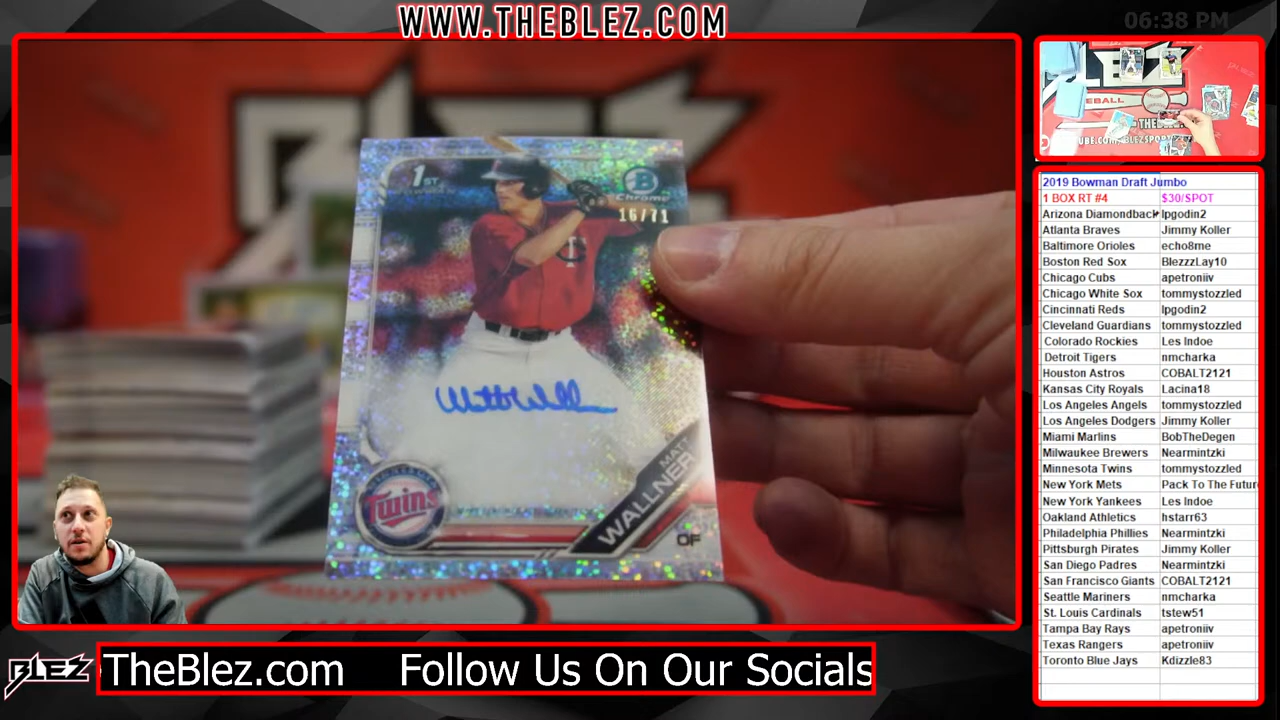 WWW.THEBLEZ.COM
06:38 PM
1ST
Chrome
16/71
Twins
MATT
WALLNER
OF
2019 Bowman Draft Jumbo
1 BOX RT #4 $30/SPOT
Arizona Diamondback lpgodin2
Atlanta Braves Jimmy Koller
Baltimore Orioles echo8me
Boston Red Sox BlezzzLay10
Chicago Cubs apetroniiv
Chicago White Sox tommystozzled
Cincinnati Reds lpgodin2
Cleveland Guardians tommystozzled
Colorado Rockies Les Indoe
Detroit Tigers nmcharka
Houston Astros COBALT2121
Kansas City Royals Lacina18
Los Angeles Angels tommystozzled
Los Angeles Dodgers Jimmy Koller
Miami Marlins BobTheDegen
Milwaukee Brewers Nearmintzki
Minnesota Twins tommystozzled
New York Mets Pack To The Futur
New York Yankees Les Indoe
Oakland Athletics hstarr63
Philadelphia Phillies Nearmintzki
Pittsburgh Pirates Jimmy Koller
San Diego Padres Nearmintzki
San Francisco Giants COBALT2121
Seattle Mariners nmcharka
St. Louis Cardinals tstew51
Tampa Bay Rays apetroniiv
Texas Rangers apetroniiv
Toronto Blue Jays Kdizzle83
BLEZ
TheBlez.com Follow Us On Our Socials